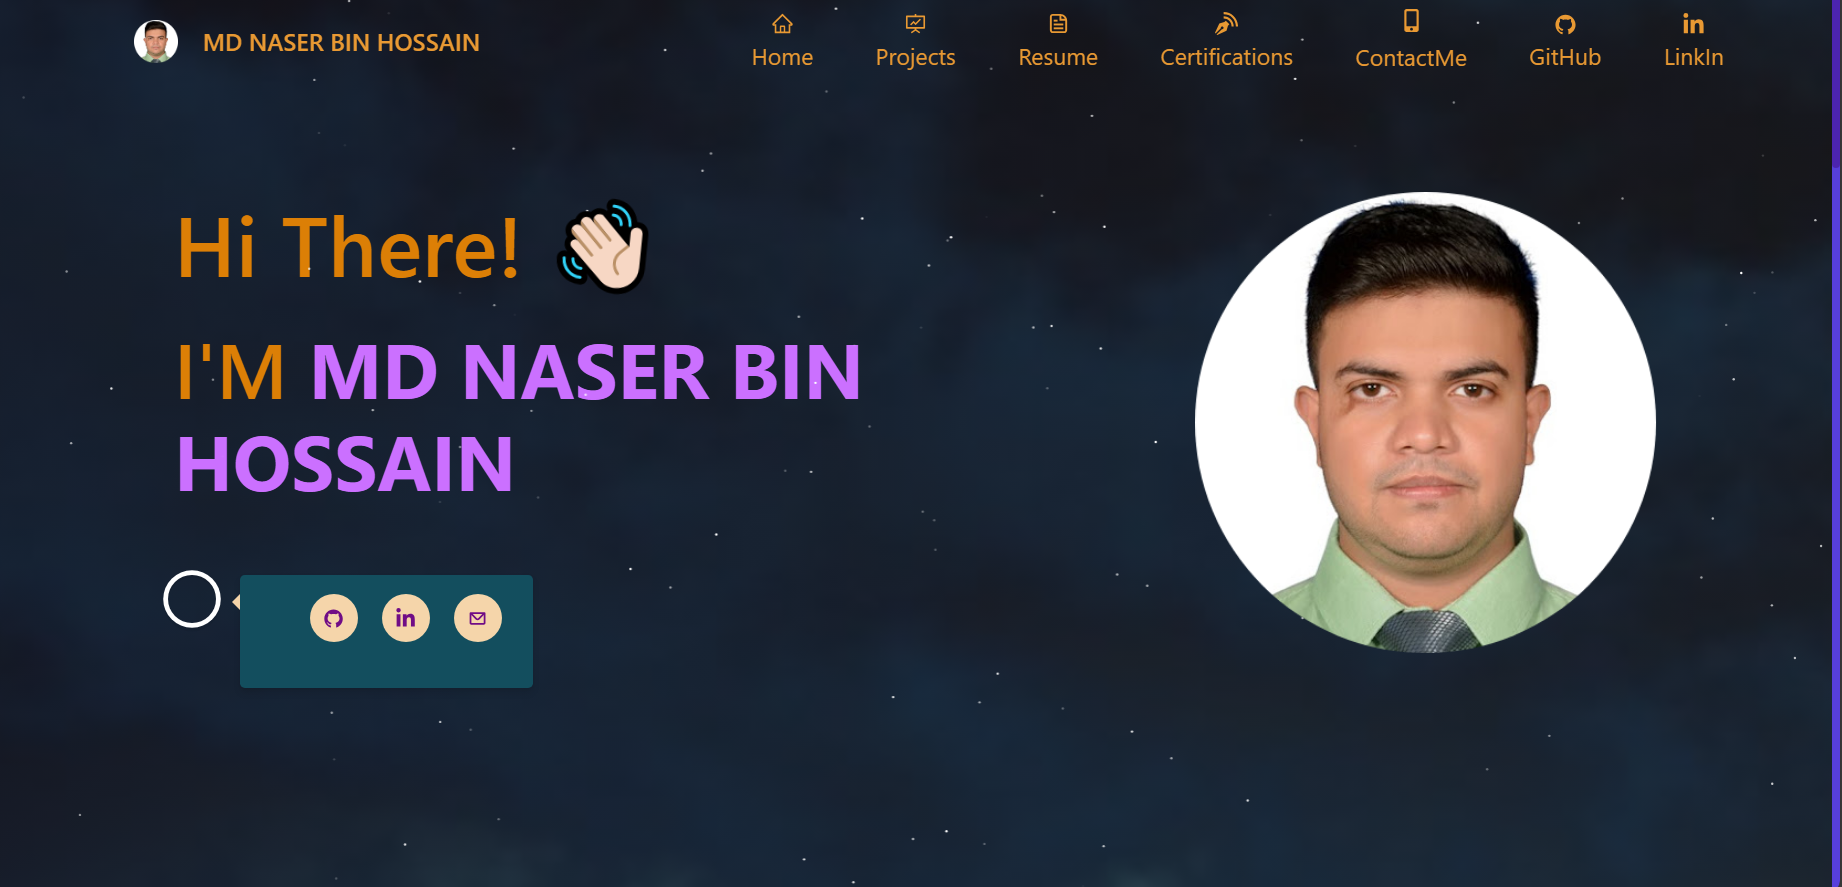 MD NASER BIN HOSSAIN
Home
Projects
Resume
Certifications
ContactMe
GitHub
LinkIn
Hi There!
I'M MD NASER BIN
HOSSAIN